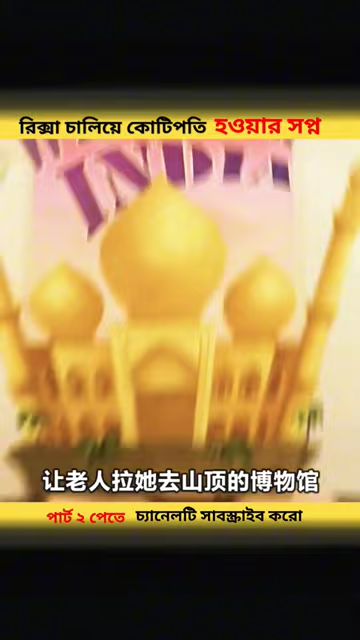 রিক্সা চালিয়ে কোটিপতি হওয়ার সপ্ন
INDIA
让老人拉她去山顶的博物馆
পার্ট ২ পেতে চ্যানেলটি সাবস্ক্রাইব করো